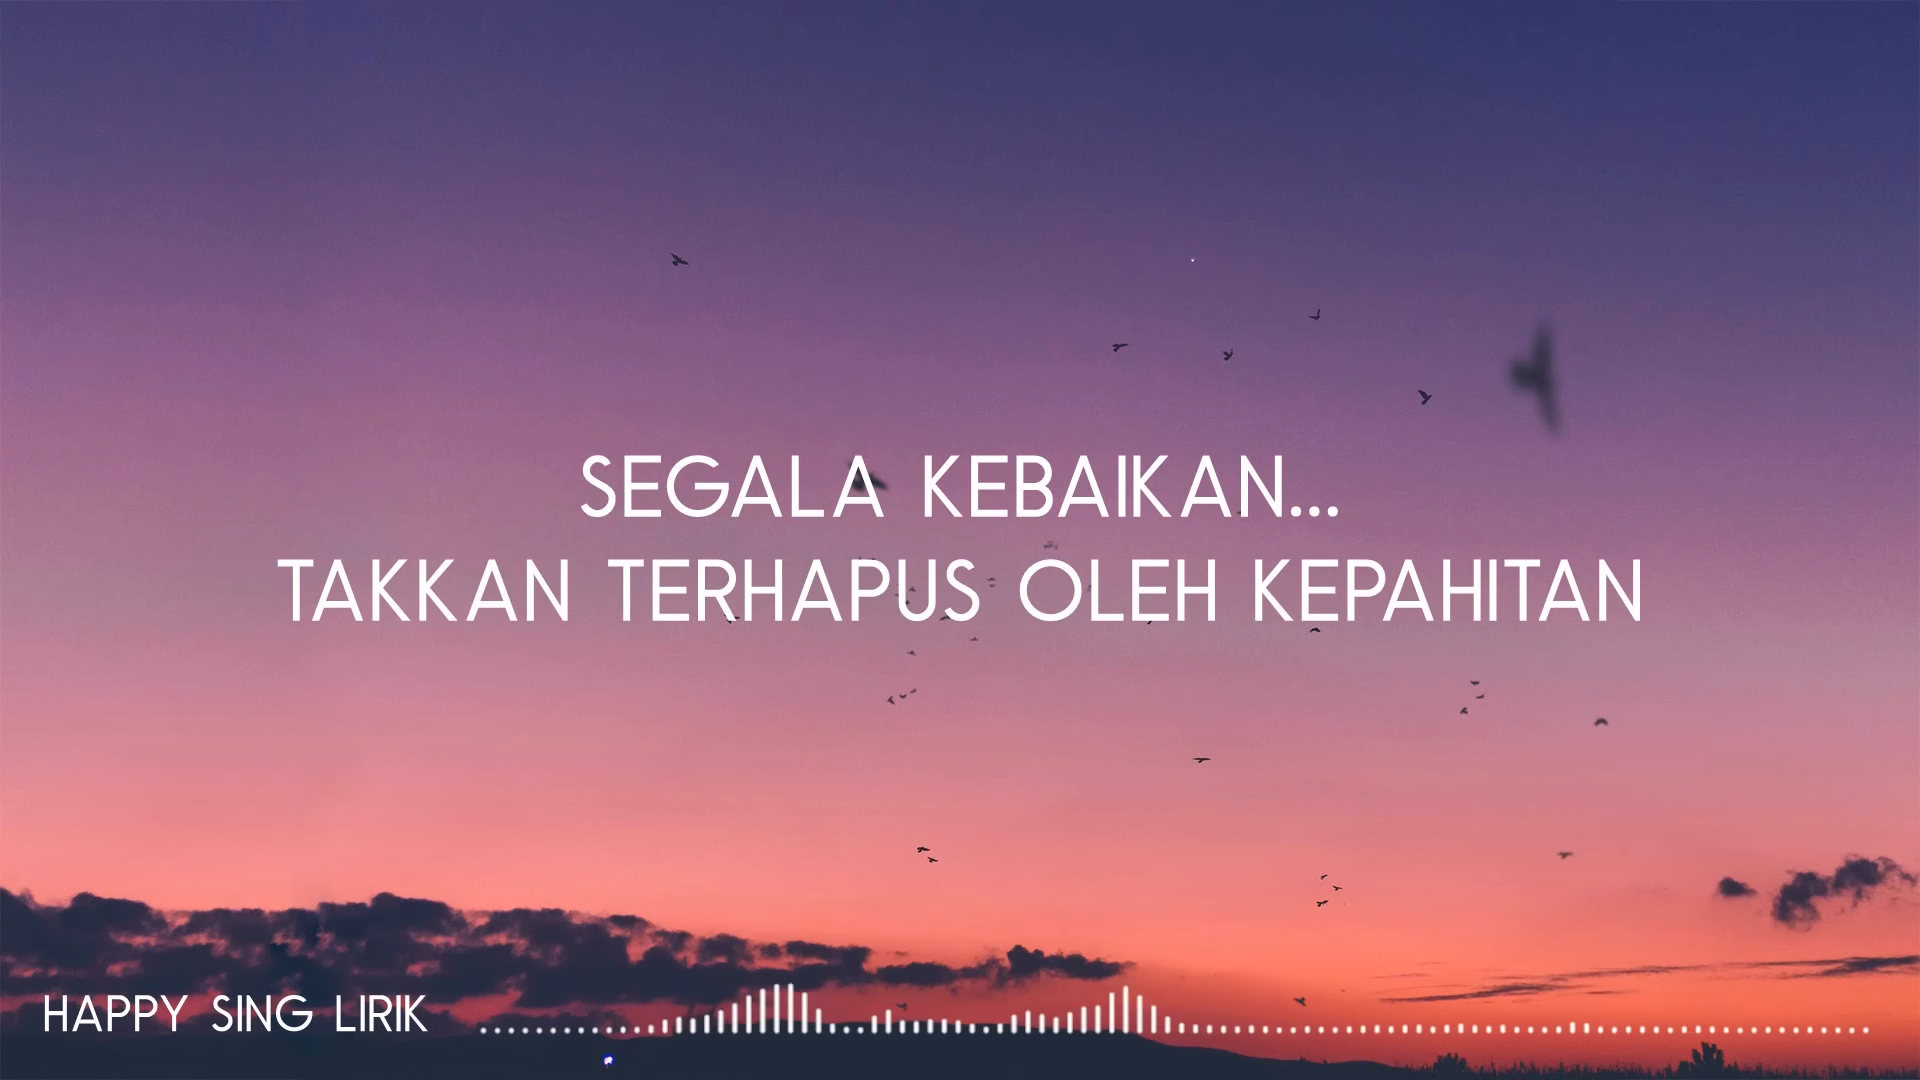 SEGALA KEBAIKAN...
TAKKAN TERHAPUS OLEH KEPAHITAN
HAPPY SING LIRIK